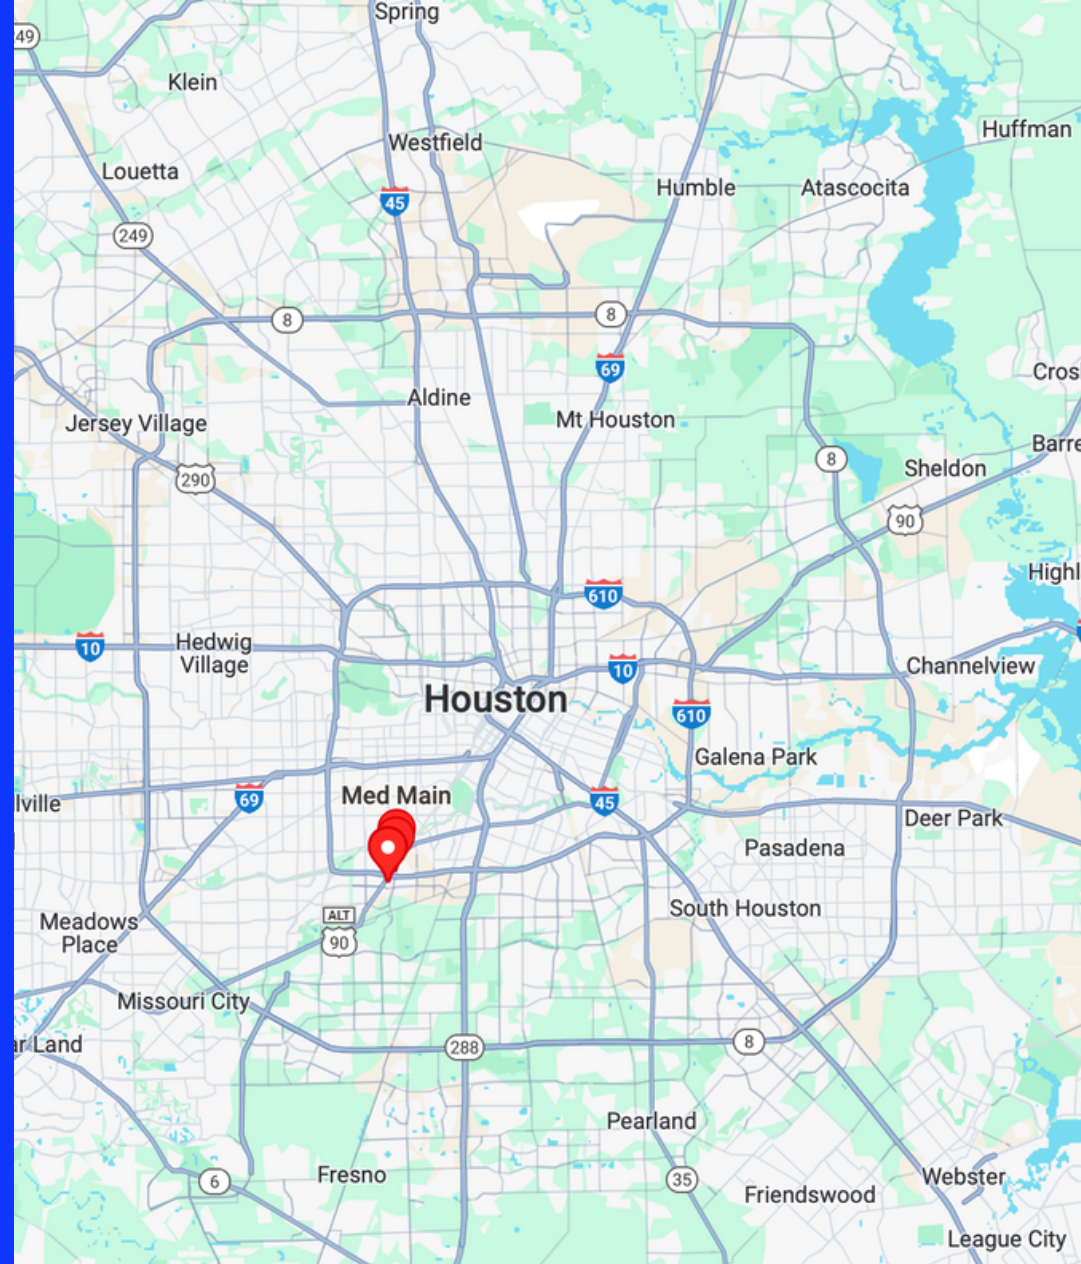 Spring
249
Klein
Huffman
Westfield
Louetta
Humble
Atascocita
45
249
8
8
69
Aldine
Mt Houston
Jersey Village
8
Sheldon
290
90
610
Hedwig
Village
10
10
Channelview
Houston
610
Galena Park
Med Main
69
45
Deer Park
Pasadena
South Houston
ALT
90
Meadows
Place
Missouri City
288
8
Pearland
Fresno
6
35
Webster
Friendswood
League City